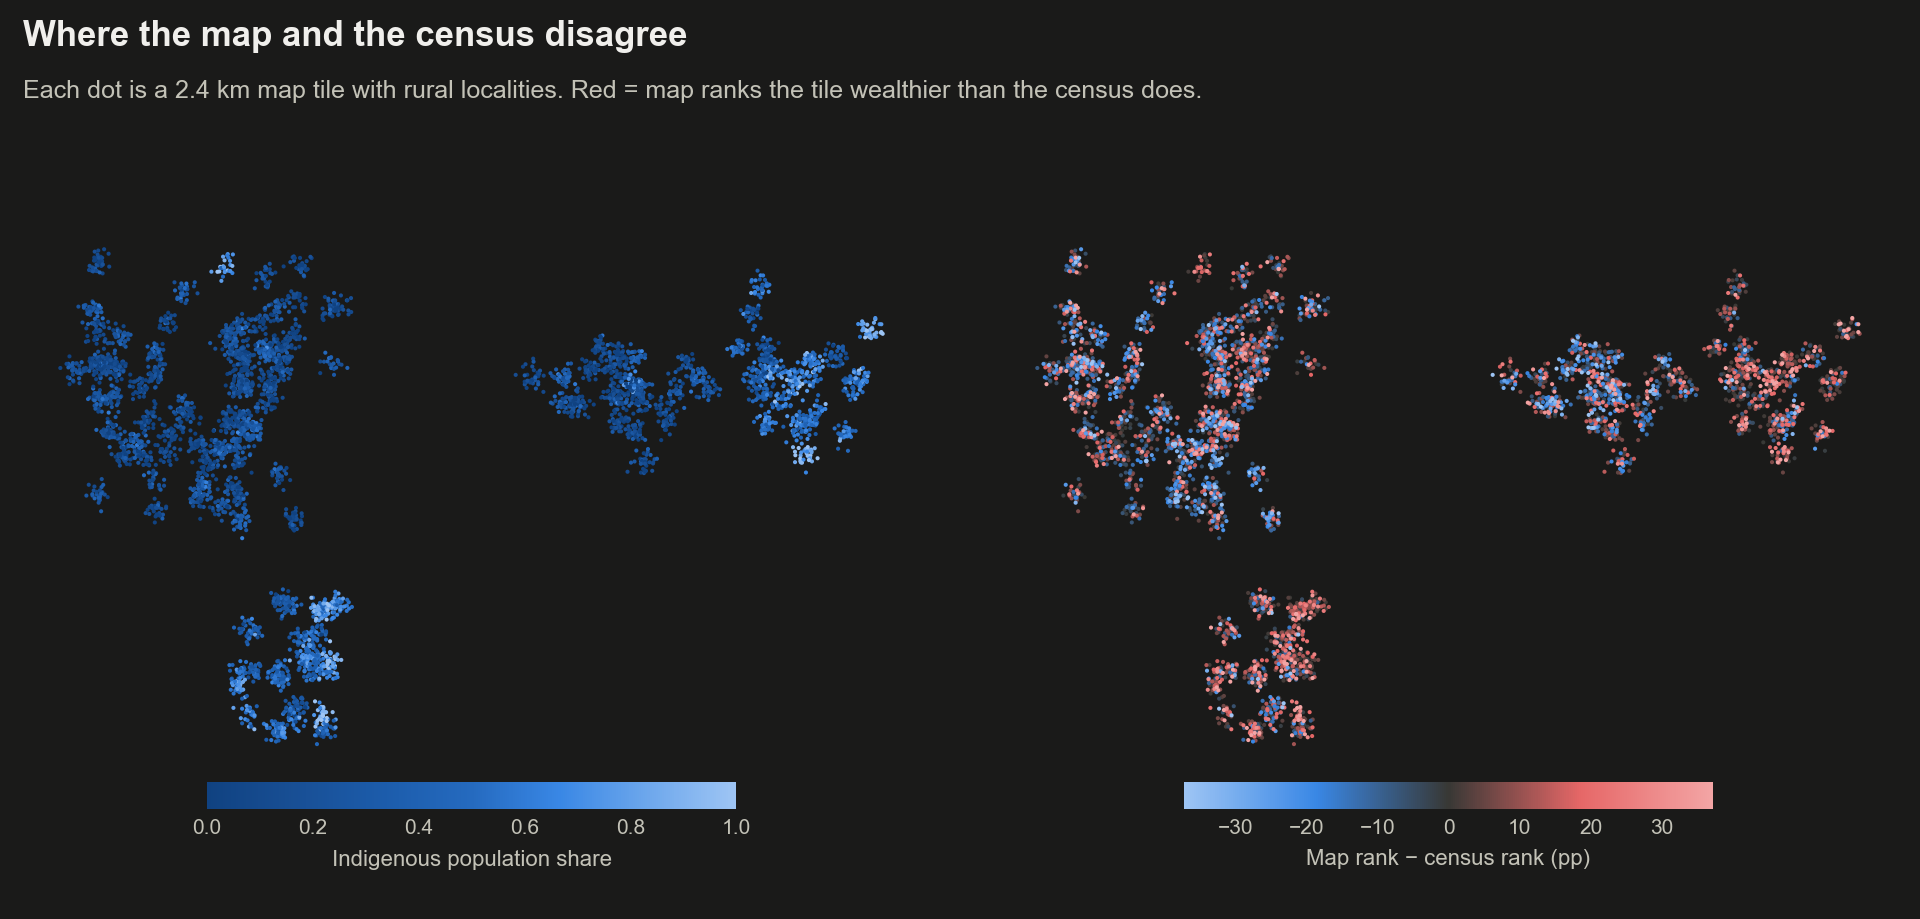 Where the map and the census disagree
Each dot is a 2.4 km map tile with rural localities. Red = map ranks the tile wealthier than the census does.
0.0 0.2 0.4 0.6 0.8 1.0
Indigenous population share
−30 −20 −10 0 10 20 30
Map rank − census rank (pp)